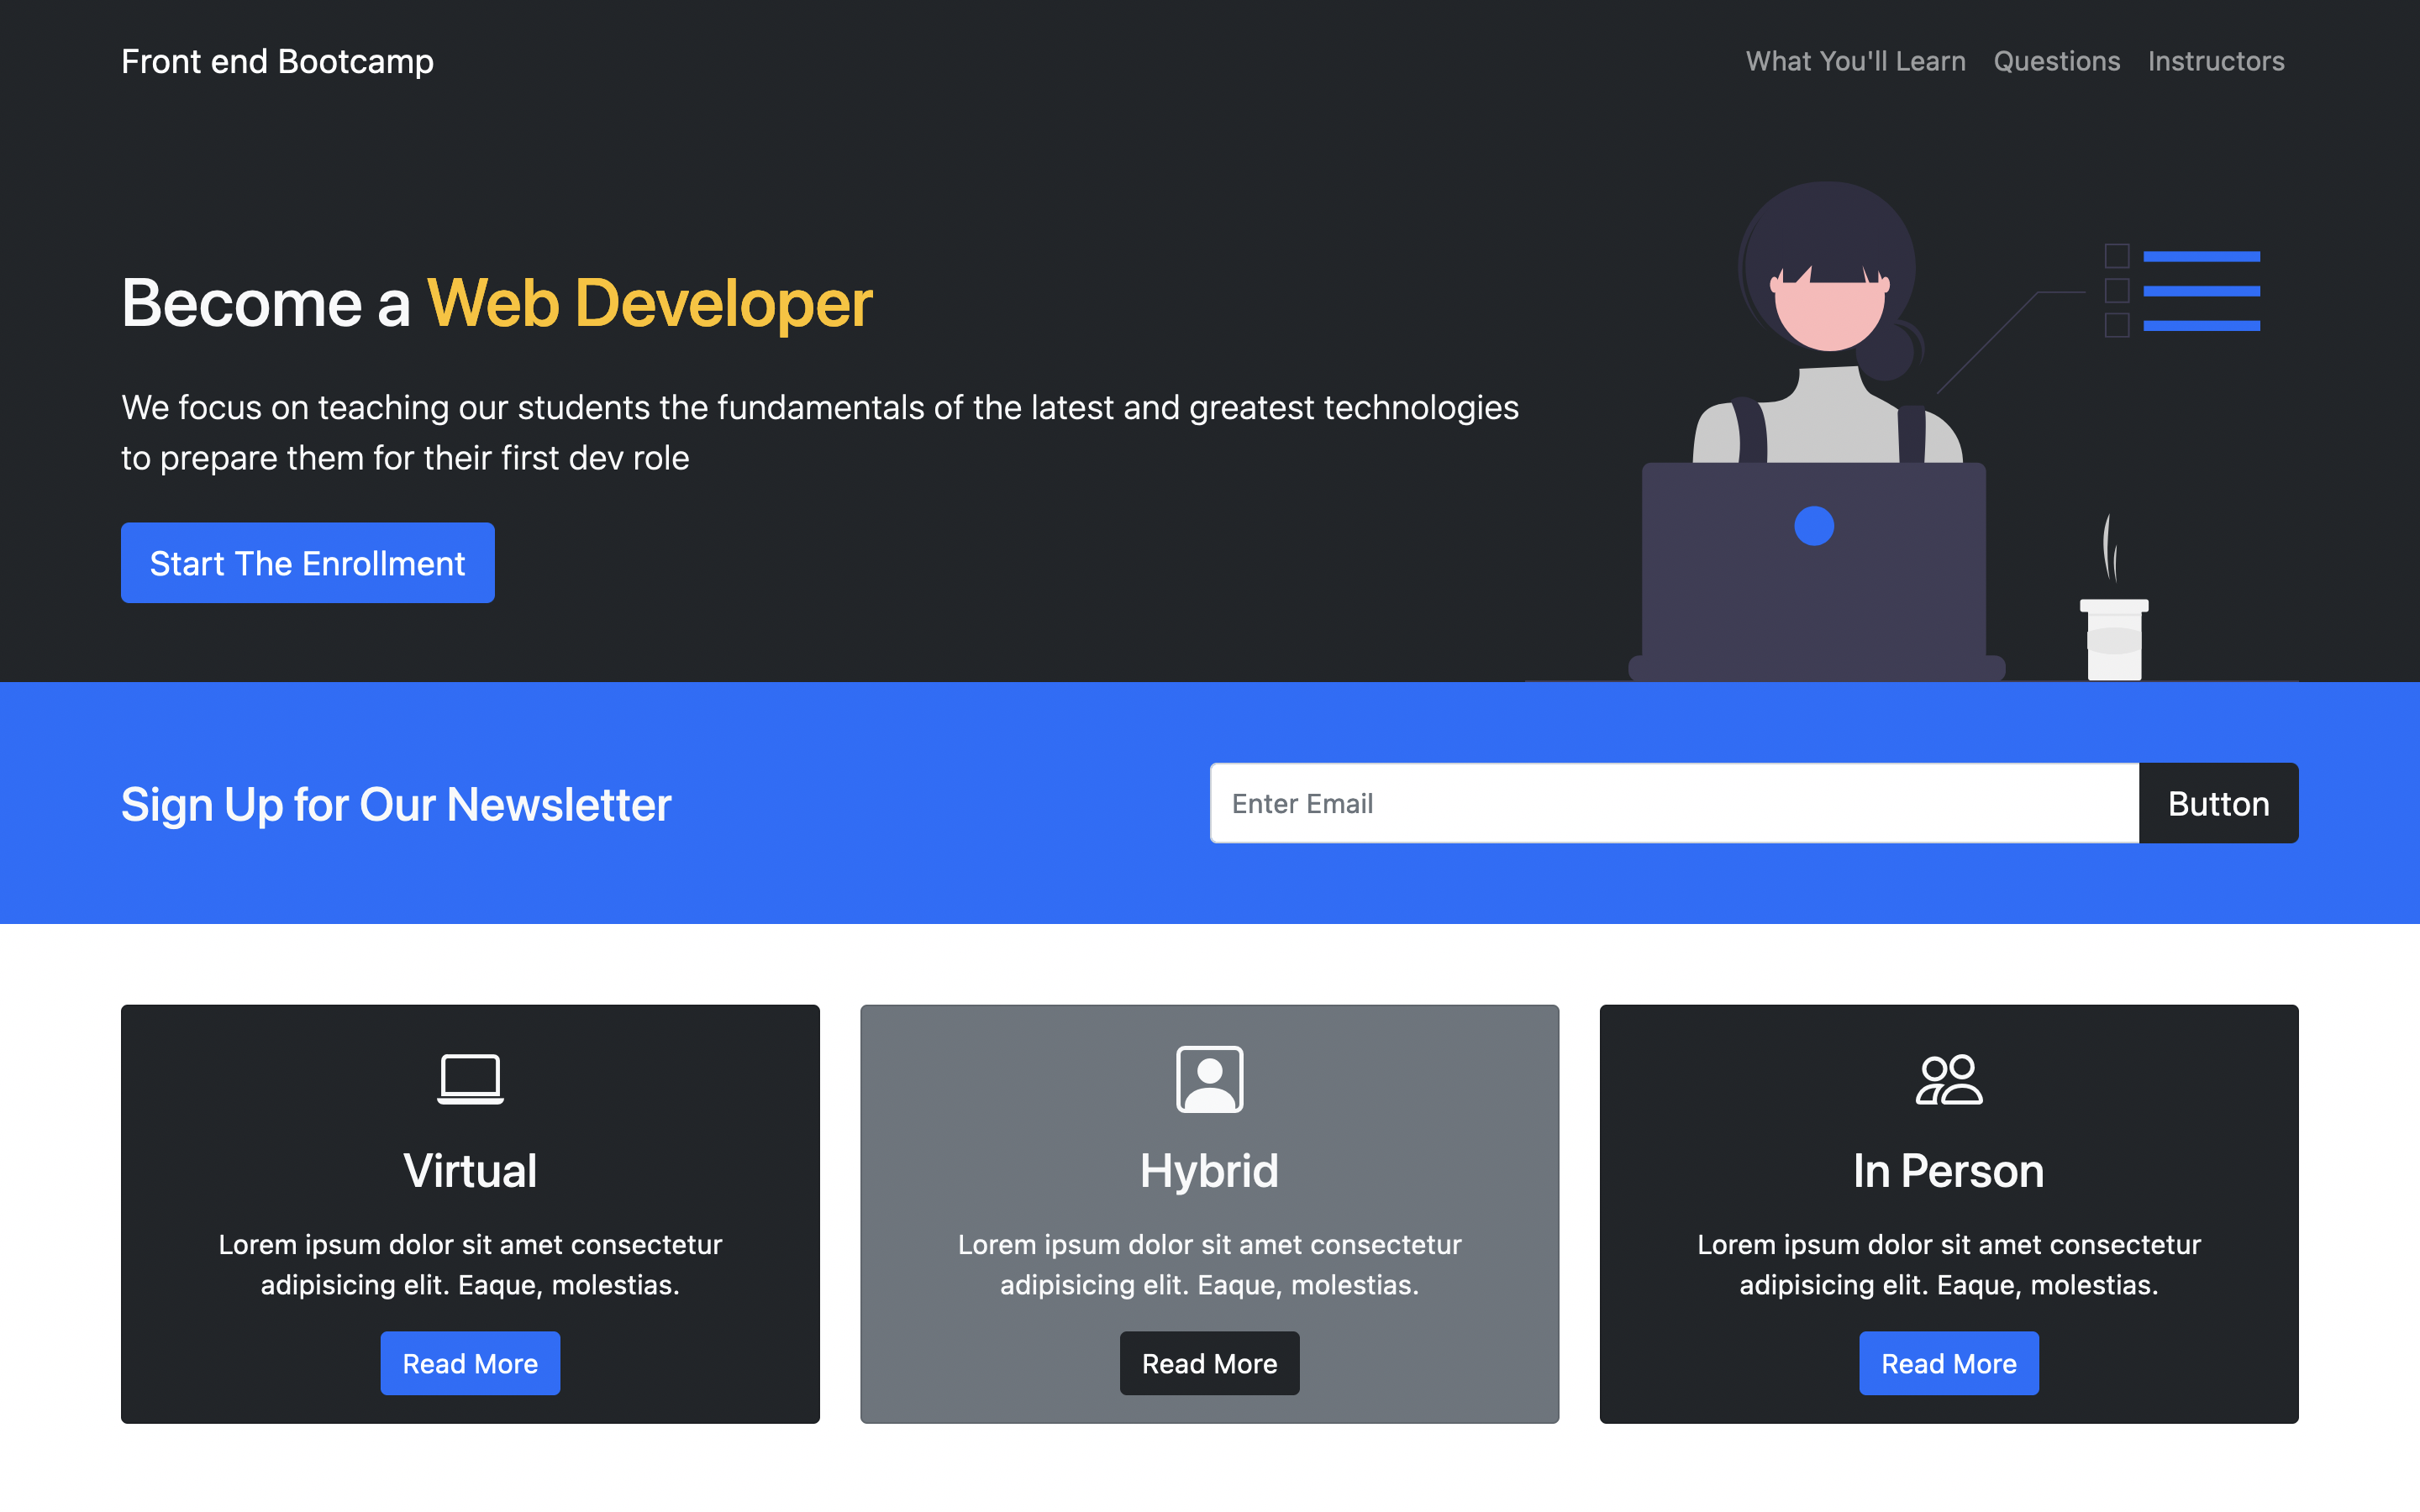 Front end Bootcamp
What You'll Learn
Questions
Instructors
Become a Web Developer
We focus on teaching our students the fundamentals of the latest and greatest technologies
to prepare them for their first dev role
Start The Enrollment
Sign Up for Our Newsletter
Enter Email
Button
Virtual
Lorem ipsum dolor sit amet consectetur
adipisicing elit. Eaque, molestias.
Read More
Hybrid
Lorem ipsum dolor sit amet consectetur
adipisicing elit. Eaque, molestias.
Read More
In Person
Lorem ipsum dolor sit amet consectetur
adipisicing elit. Eaque, molestias.
Read More